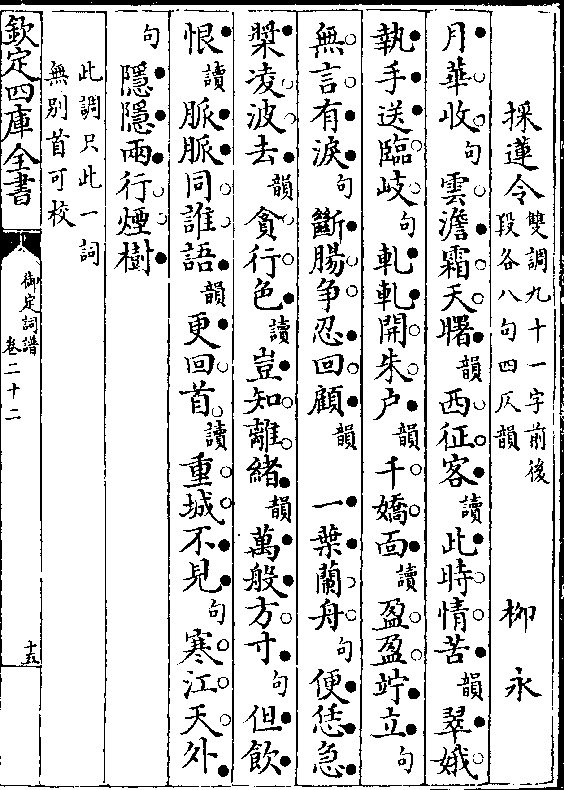 採蓮令 雙調九十一字前後段各八句四仄韻 柳永
月華收句雲澹霜天曙韻西征客讀此時情苦韻翠娥
執手送臨岐句軋軋開朱户韻千嬌面讀盈盈竚立句
無言有淚句斷腸争忍回顧韻 一葉蘭舟句便恁急
槳凌波去韻貪行色讀豈知離緒韻萬般方寸句但飲
恨讀脈脈同誰語韻更回首讀重城不見句寒江天外
句隱隱兩行煙樹
此調只此一詞
無別首可校
欽定四庫全書
御定詞譜
卷二十二
十五